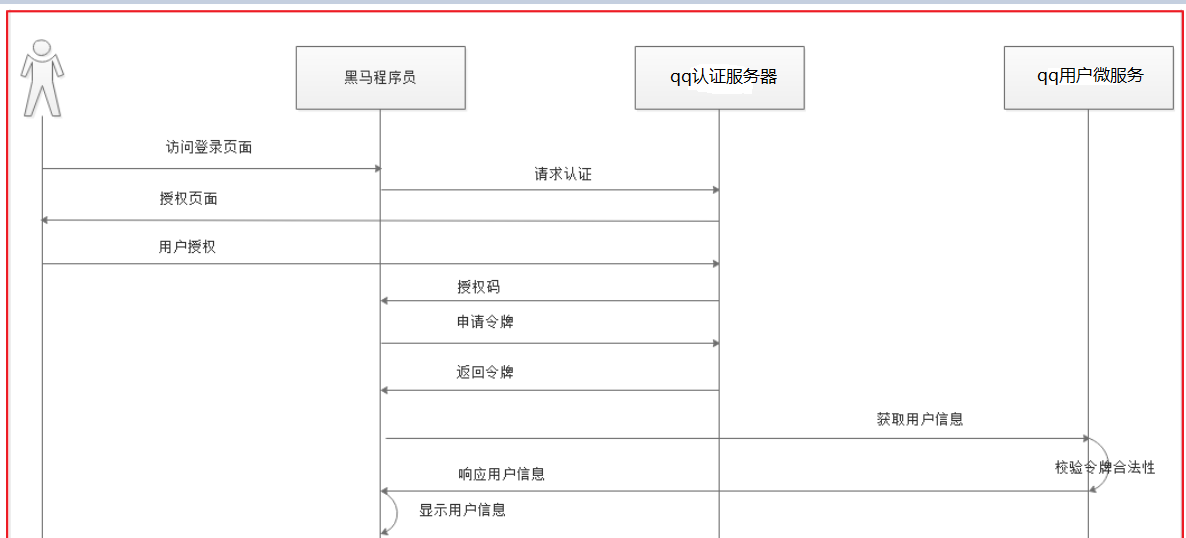 黑马程序员
qq认证服务器
qq用户微服务
访问登录页面
请求认证
授权页面
用户授权
授权码
申请令牌
返回令牌
获取用户信息
校验令牌合法性
响应用户信息
显示用户信息